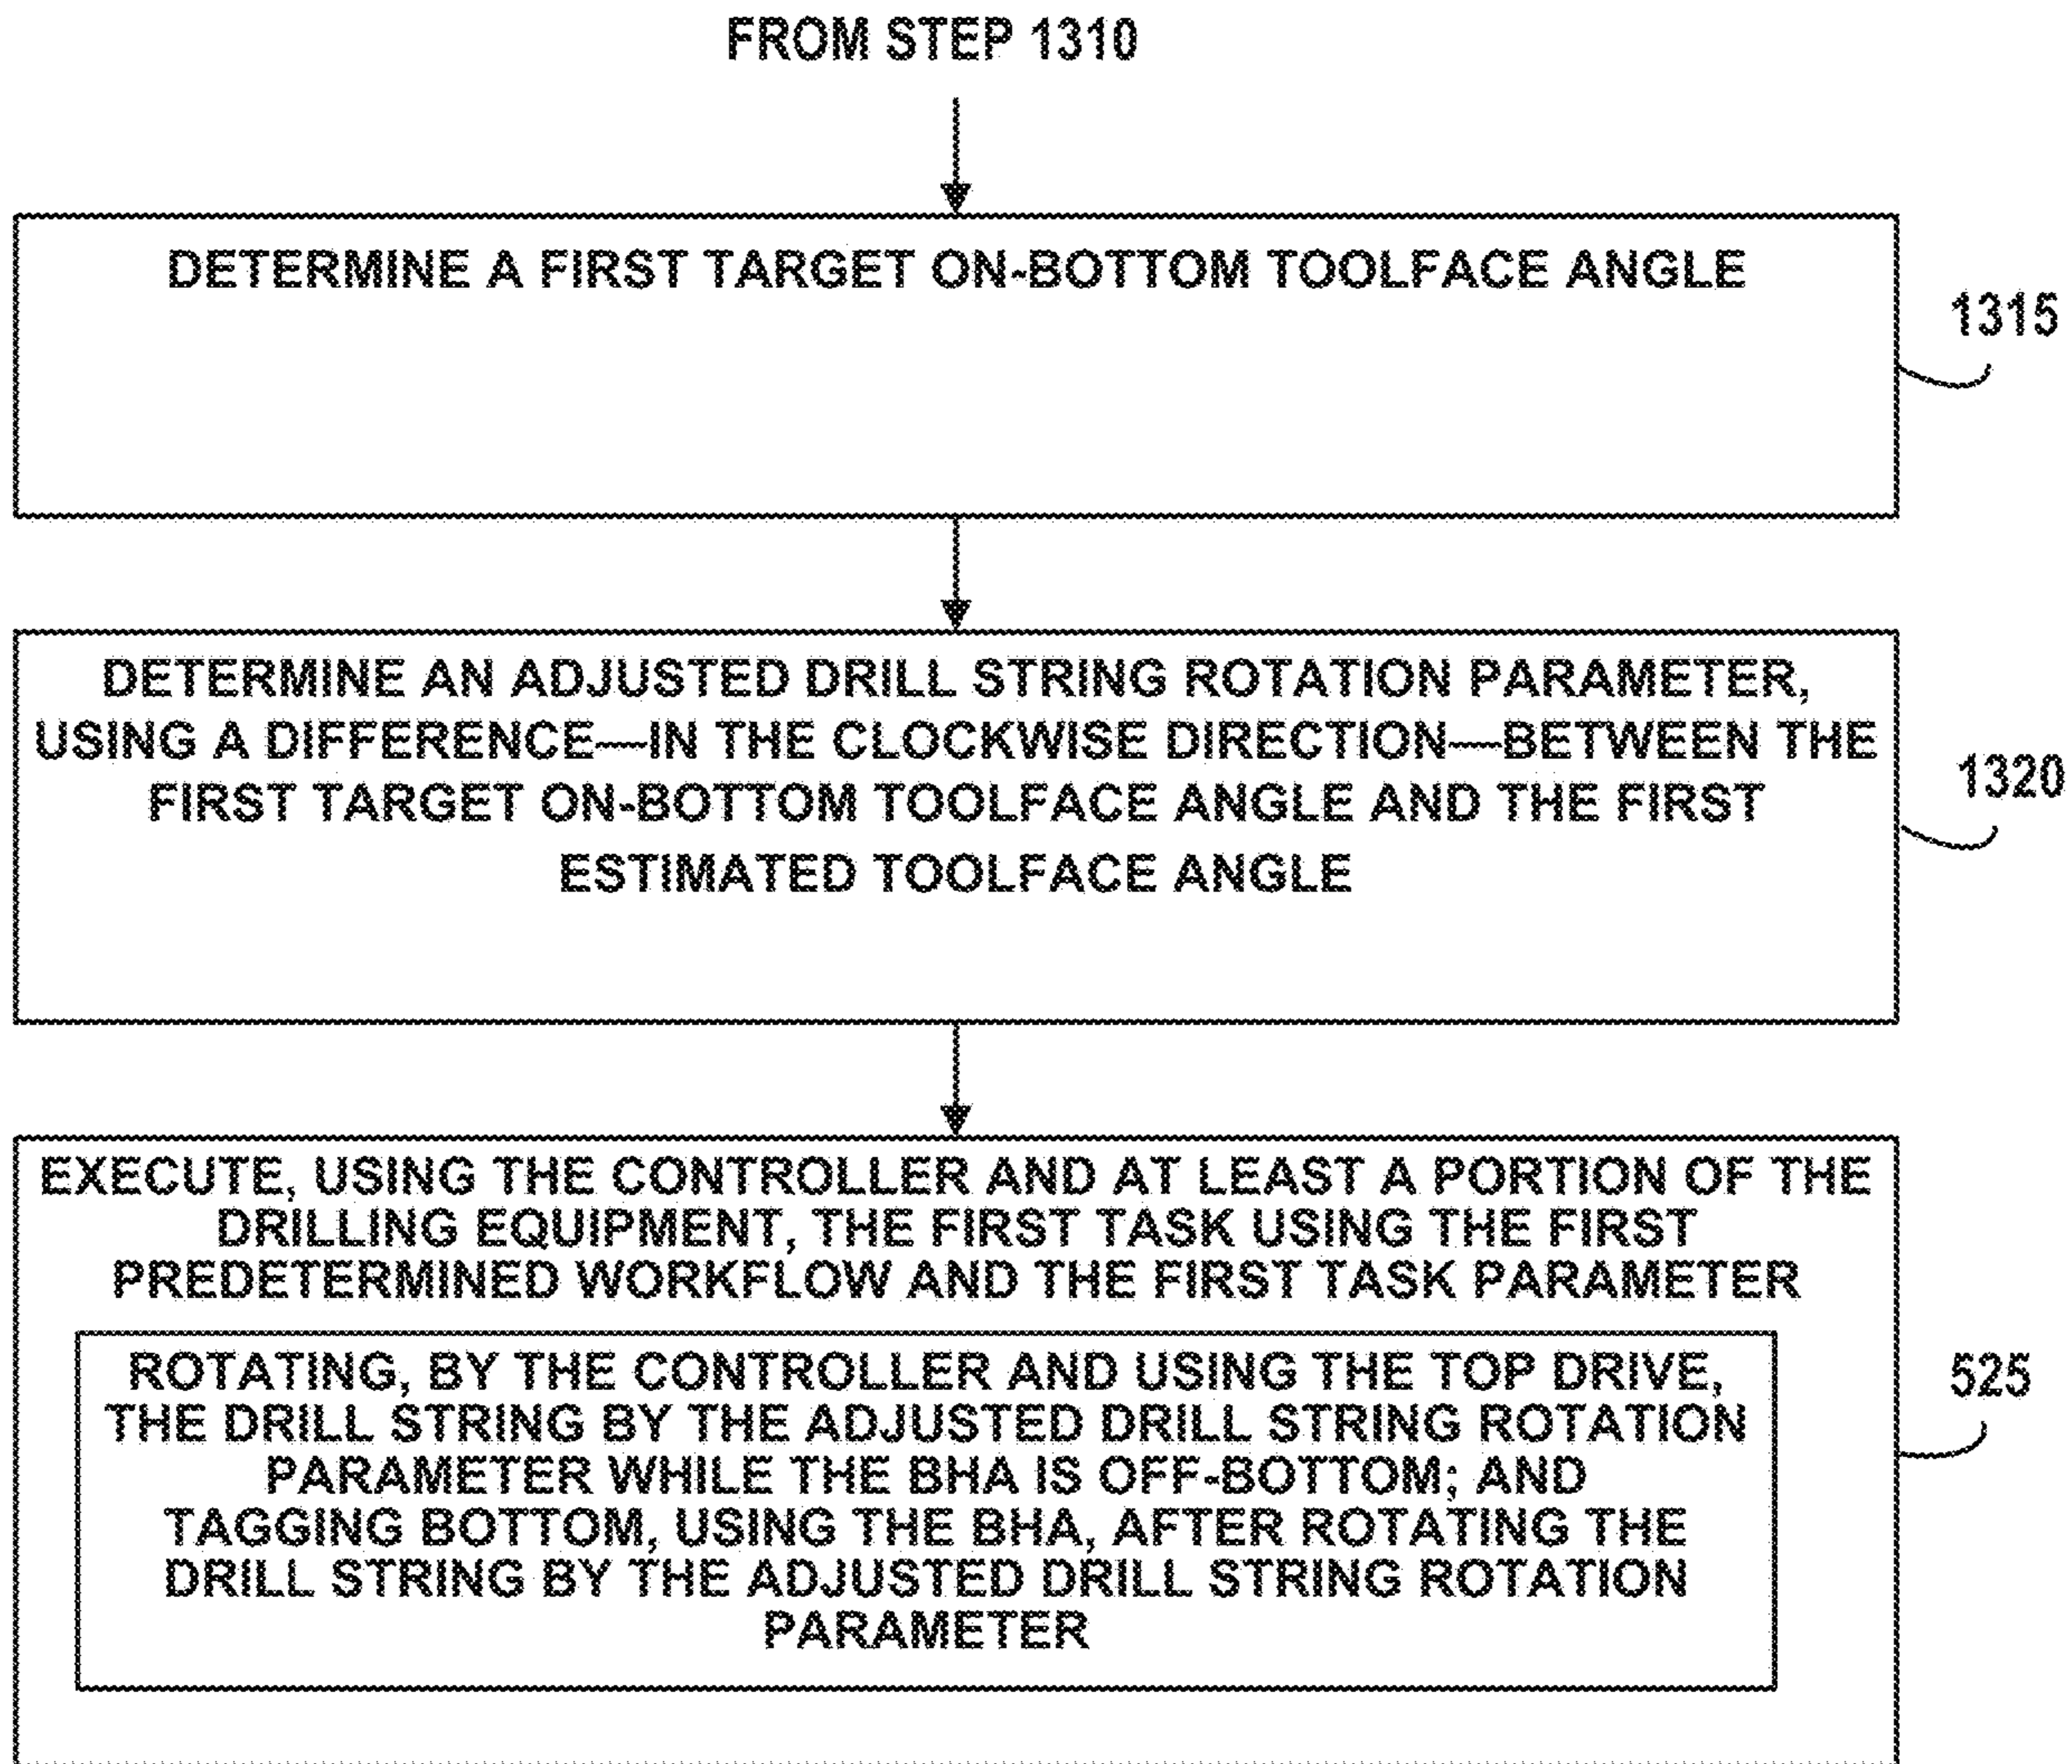 FROM STEP 1310
DETERMINE A FIRST TARGET ON-BOTTOM TOOLFACE ANGLE
1315
DETERMINE AN ADJUSTED DRILL STRING ROTATION PARAMETER,
USING A DIFFERENCE—IN THE CLOCKWISE DIRECTION—BETWEEN THE
FIRST TARGET ON-BOTTOM TOOLFACE ANGLE AND THE FIRST
ESTIMATED TOOLFACE ANGLE
1320
EXECUTE, USING THE CONTROLLER AND AT LEAST A PORTION OF THE
DRILLING EQUIPMENT, THE FIRST TASK USING THE FIRST
PREDETERMINED WORKFLOW AND THE FIRST TASK PARAMETER
ROTATING, BY THE CONTROLLER AND USING THE TOP DRIVE,
THE DRILL STRING BY THE ADJUSTED DRILL STRING ROTATION
PARAMETER WHILE THE BHA IS OFF-BOTTOM; AND
TAGGING BOTTOM, USING THE BHA, AFTER ROTATING THE
DRILL STRING BY THE ADJUSTED DRILL STRING ROTATION
PARAMETER
525